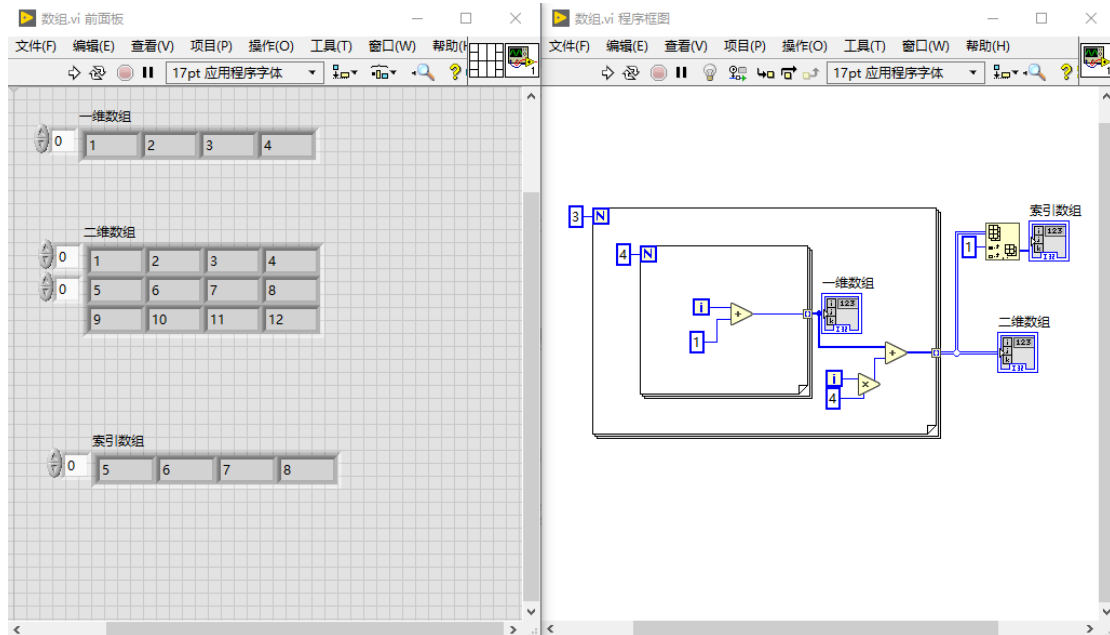 数组.vi 前面板
文件(F) 编辑(E) 查看(V) 项目(P) 操作(O) 工具(T) 窗口(W) 帮助(H
17pt 应用程序字体
1
一维数组
0 1 2 3 4
二维数组
0 1 2 3 4
0 5 6 7 8
9 10 11 12
索引数组
0 5 6 7 8
数组.vi 程序框图
文件(F) 编辑(E) 查看(V) 项目(P) 操作(O) 工具(T) 窗口(W) 帮助(H)
17pt 应用程序字体
1
3 N
4 N
i
1
一维数组
i 123
j
k
i
4
索引数组
1
i 123
j
k
二维数组
i 123
j
k